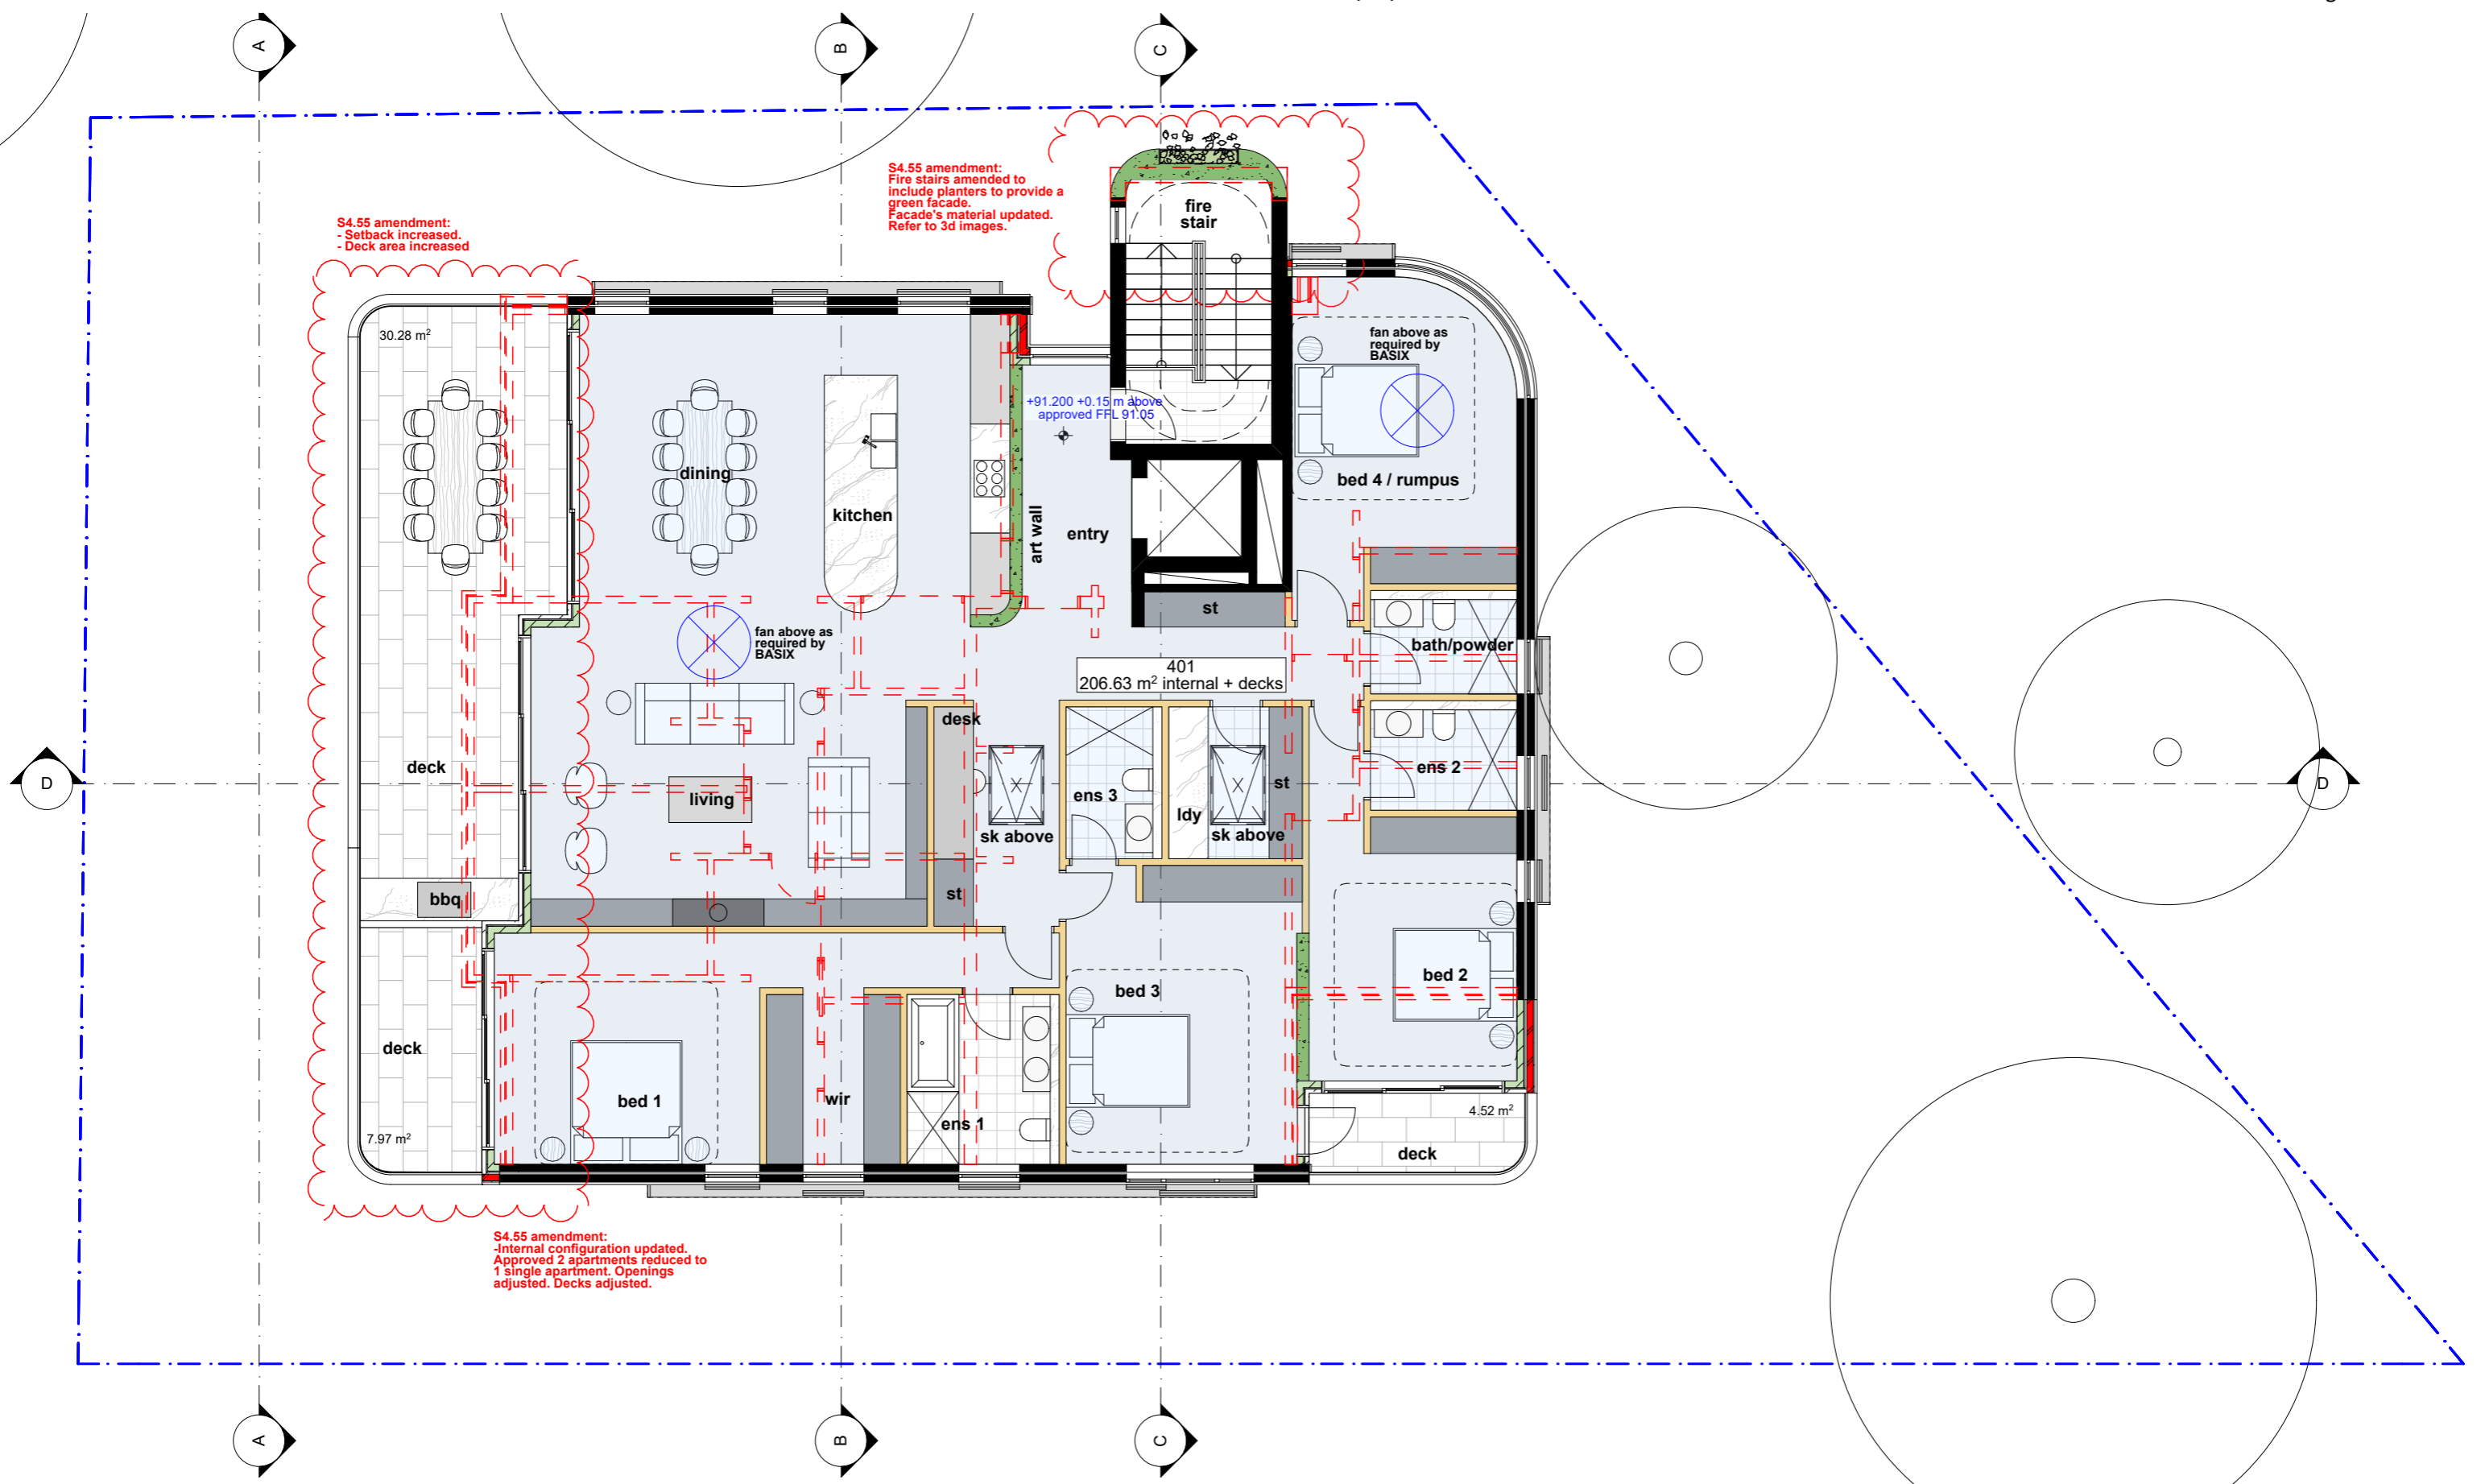 A
B
C
S4.55 amendment:
Fire stairs amended to
include planters to provide a
green facade.
Facade's material updated.
Refer to 3d images.
fire
stair
S4.55 amendment:
- Setback increased.
- Deck area increased
30.28 m²
fan above as
required by
BASIX
+91.200 +0.15 m above
approved FFL 91.05
dining
bed 4 / rumpus
kitchen
art wall
entry
st
fan above as
required by
BASIX
bath/powder
401
206.63 m² internal + decks
desk
deck
D
living
ens 3
ldy
st
ens 2
D
sk above
sk above
bbq
st
bed 2
bed 3
deck
bed 1
wir
ens 1
7.97 m²
4.52 m²
deck
S4.55 amendment:
-Internal configuration updated.
Approved 2 apartments reduced to
1 single apartment. Openings
adjusted. Decks adjusted.
A
B
C